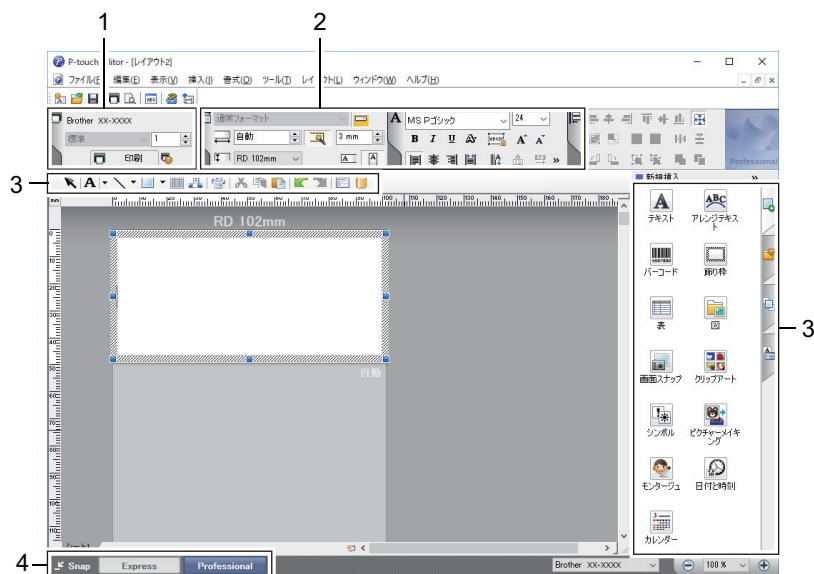 1
2
P-touch
itor - [レイアウト2]
ファイル(F
編集(E) 表示(V) 挿入(I) 書式(O) ツール(T) レイ
ト(L) ウィンドウ(W) ヘルプ(H)
Brother XX-XXXX
標準 1
印刷
通常フォーマット
自動 3 mm
RD 102mm
A MS Pゴシック 24
B I U
Professional
3
新規挿入 »
mm
RD 102mm
自動
テキスト アレンジテキスト
バーコード 飾り枠
表 図
画面スナップ クリップアート
シンボル ピクチャーメイキング
モンタージュ 日付と時刻
カレンダー
3
シート1
4
Snap Express Professional
Brother XX-XXXX 100 %